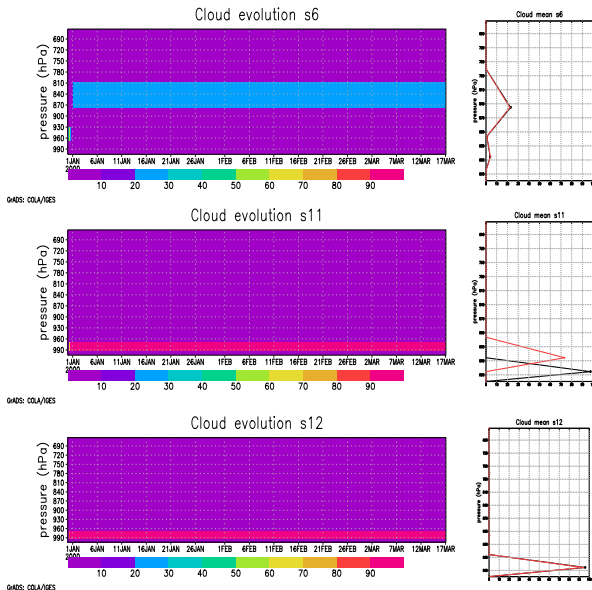 Cloud evolution s6
Cloud mean s6
pressure (hPa)
690
720
750
780
810
840
870
900
930
960
990
1JAN 6JAN 11JAN 16JAN 21JAN 26JAN 1FEB 6FEB 11FEB 16FEB 21FEB 26FEB 2MAR 7MAR 12MAR 17MAR
2000
10 20 30 40 50 60 70 80 90
pressure (hPa)
GrADS: COLA/IGES
Cloud evolution s11
Cloud mean s11
pressure (hPa)
690
720
750
780
810
840
870
900
930
960
990
1JAN 6JAN 11JAN 16JAN 21JAN 26JAN 1FEB 6FEB 11FEB 16FEB 21FEB 26FEB 2MAR 7MAR 12MAR 17MAR
2000
10 20 30 40 50 60 70 80 90
pressure (hPa)
GrADS: COLA/IGES
Cloud evolution s12
Cloud mean s12
pressure (hPa)
690
720
750
780
810
840
870
900
930
960
990
1JAN 6JAN 11JAN 16JAN 21JAN 26JAN 1FEB 6FEB 11FEB 16FEB 21FEB 26FEB 2MAR 7MAR 12MAR 17MAR
2000
10 20 30 40 50 60 70 80 90
pressure (hPa)
GrADS: COLA/IGES